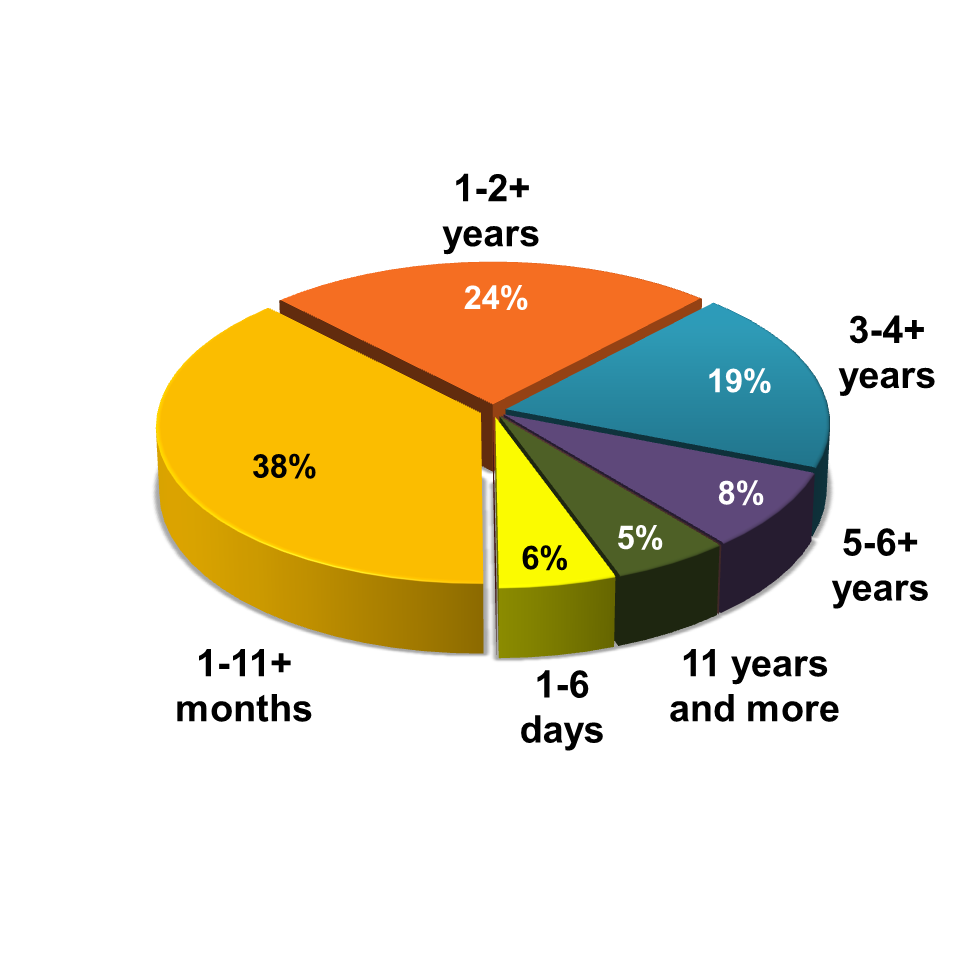 1-2+
years
24%
3-4+
years
19%
38%
8%
5%
6%
5-6+
years
1-11+
months
1-6
days
11 years
and more